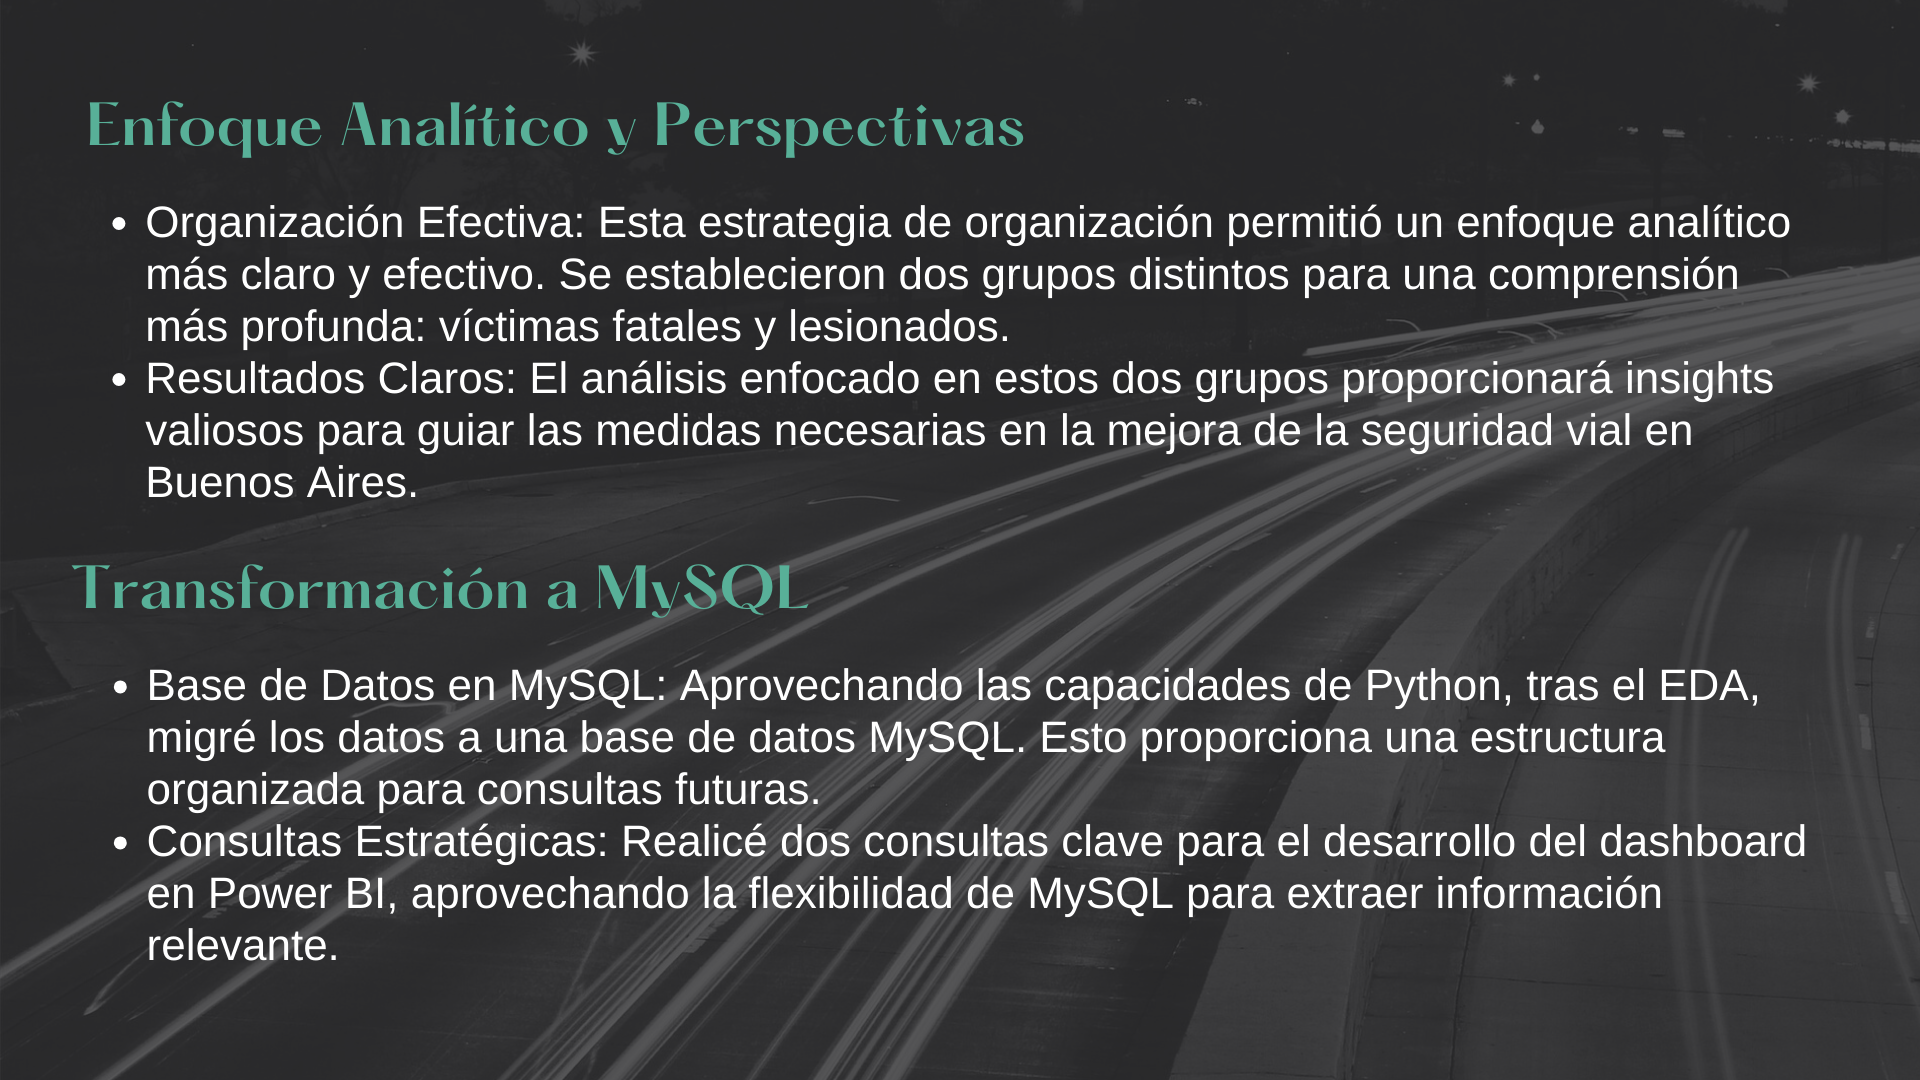 Enfoque Analítico y Perspectivas
• Organización Efectiva: Esta estrategia de organización permitió un enfoque analítico
más claro y efectivo. Se establecieron dos grupos distintos para una comprensión
más profunda: víctimas fatales y lesionados.
• Resultados Claros: El análisis enfocado en estos dos grupos proporcionará insights
valiosos para guiar las medidas necesarias en la mejora de la seguridad vial en
Buenos Aires.
Transformación a MySQL
• Base de Datos en MySQL: Aprovechando las capacidades de Python, tras el EDA,
migré los datos a una base de datos MySQL. Esto proporciona una estructura
organizada para consultas futuras.
• Consultas Estratégicas: Realicé dos consultas clave para el desarrollo del dashboard
en Power BI, aprovechando la flexibilidad de MySQL para extraer información
relevante.